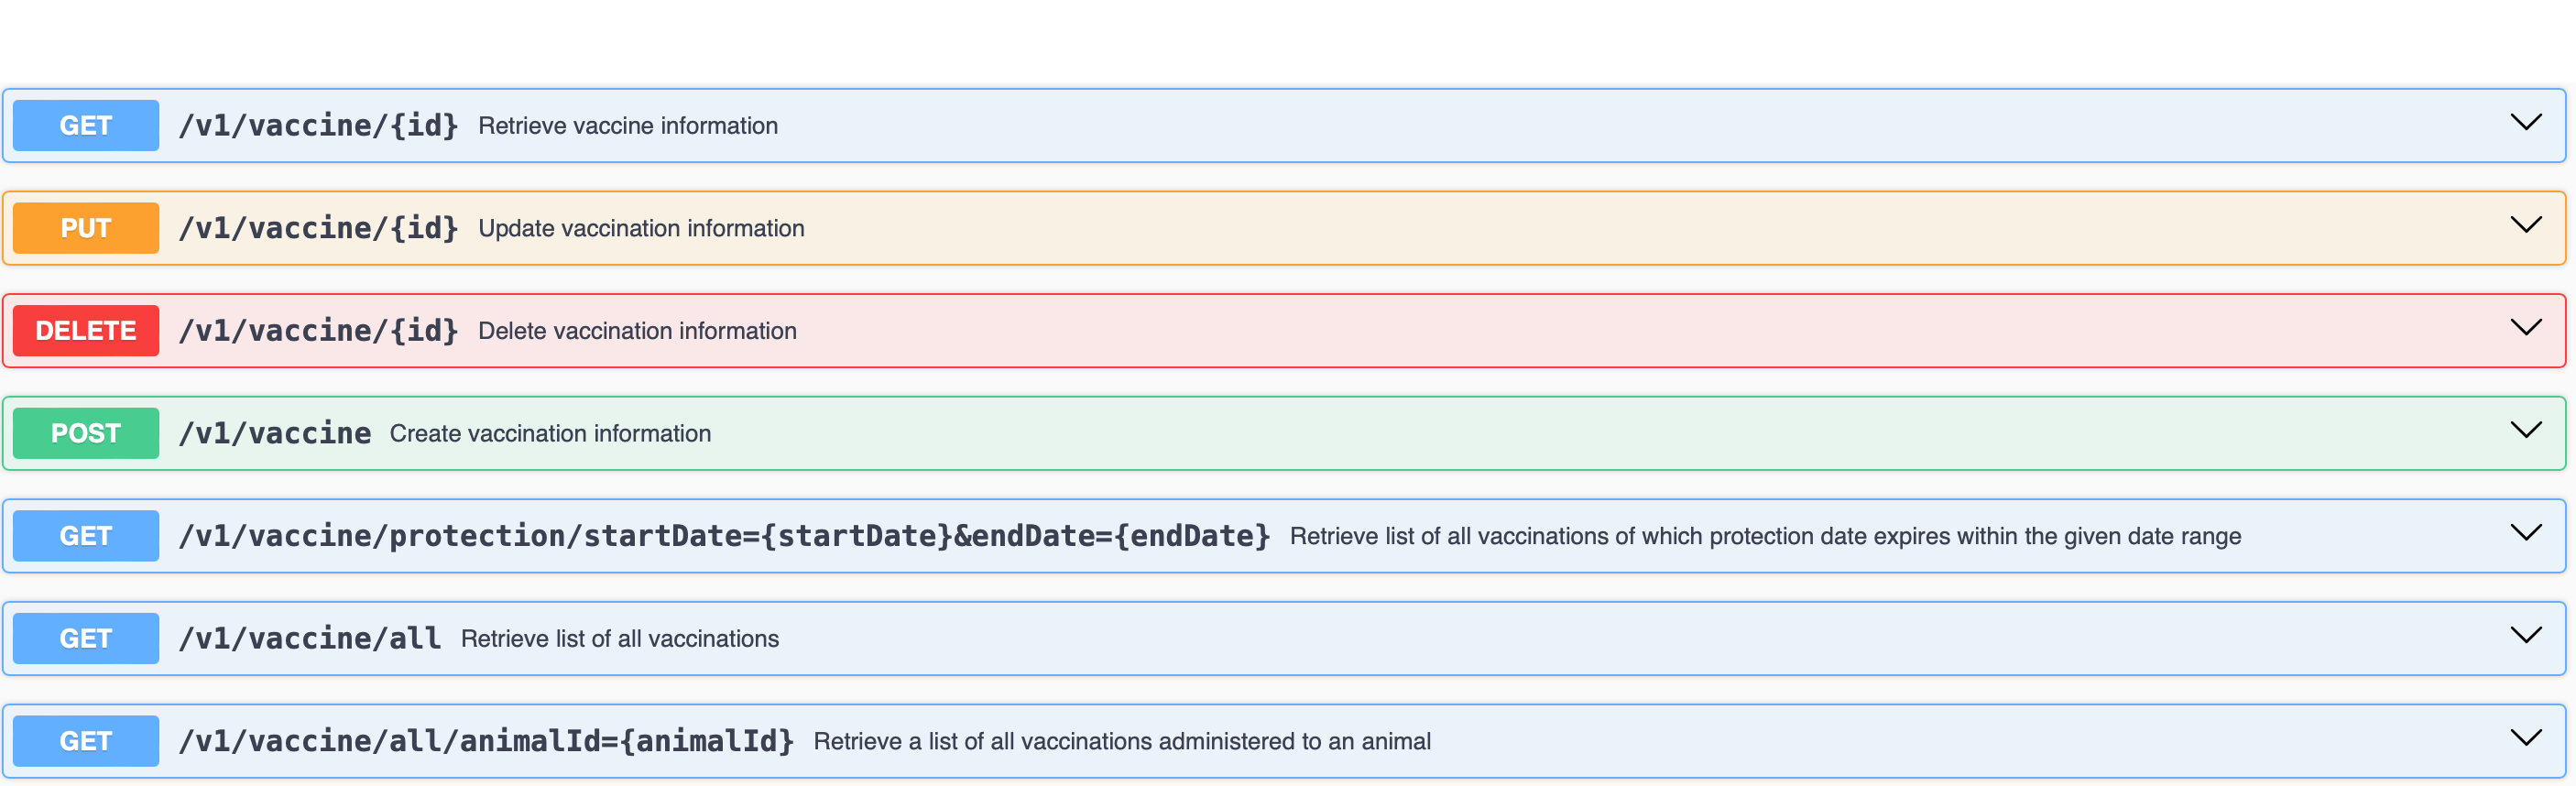 GET /v1/vaccine/{id} Retrieve vaccine information
PUT /v1/vaccine/{id} Update vaccination information
DELETE /v1/vaccine/{id} Delete vaccination information
POST /v1/vaccine Create vaccination information
GET /v1/vaccine/protection/startDate={startDate}&endDate={endDate} Retrieve list of all vaccinations of which protection date expires within the given date range
GET /v1/vaccine/all Retrieve list of all vaccinations
GET /v1/vaccine/all/animalId={animalId} Retrieve a list of all vaccinations administered to an animal